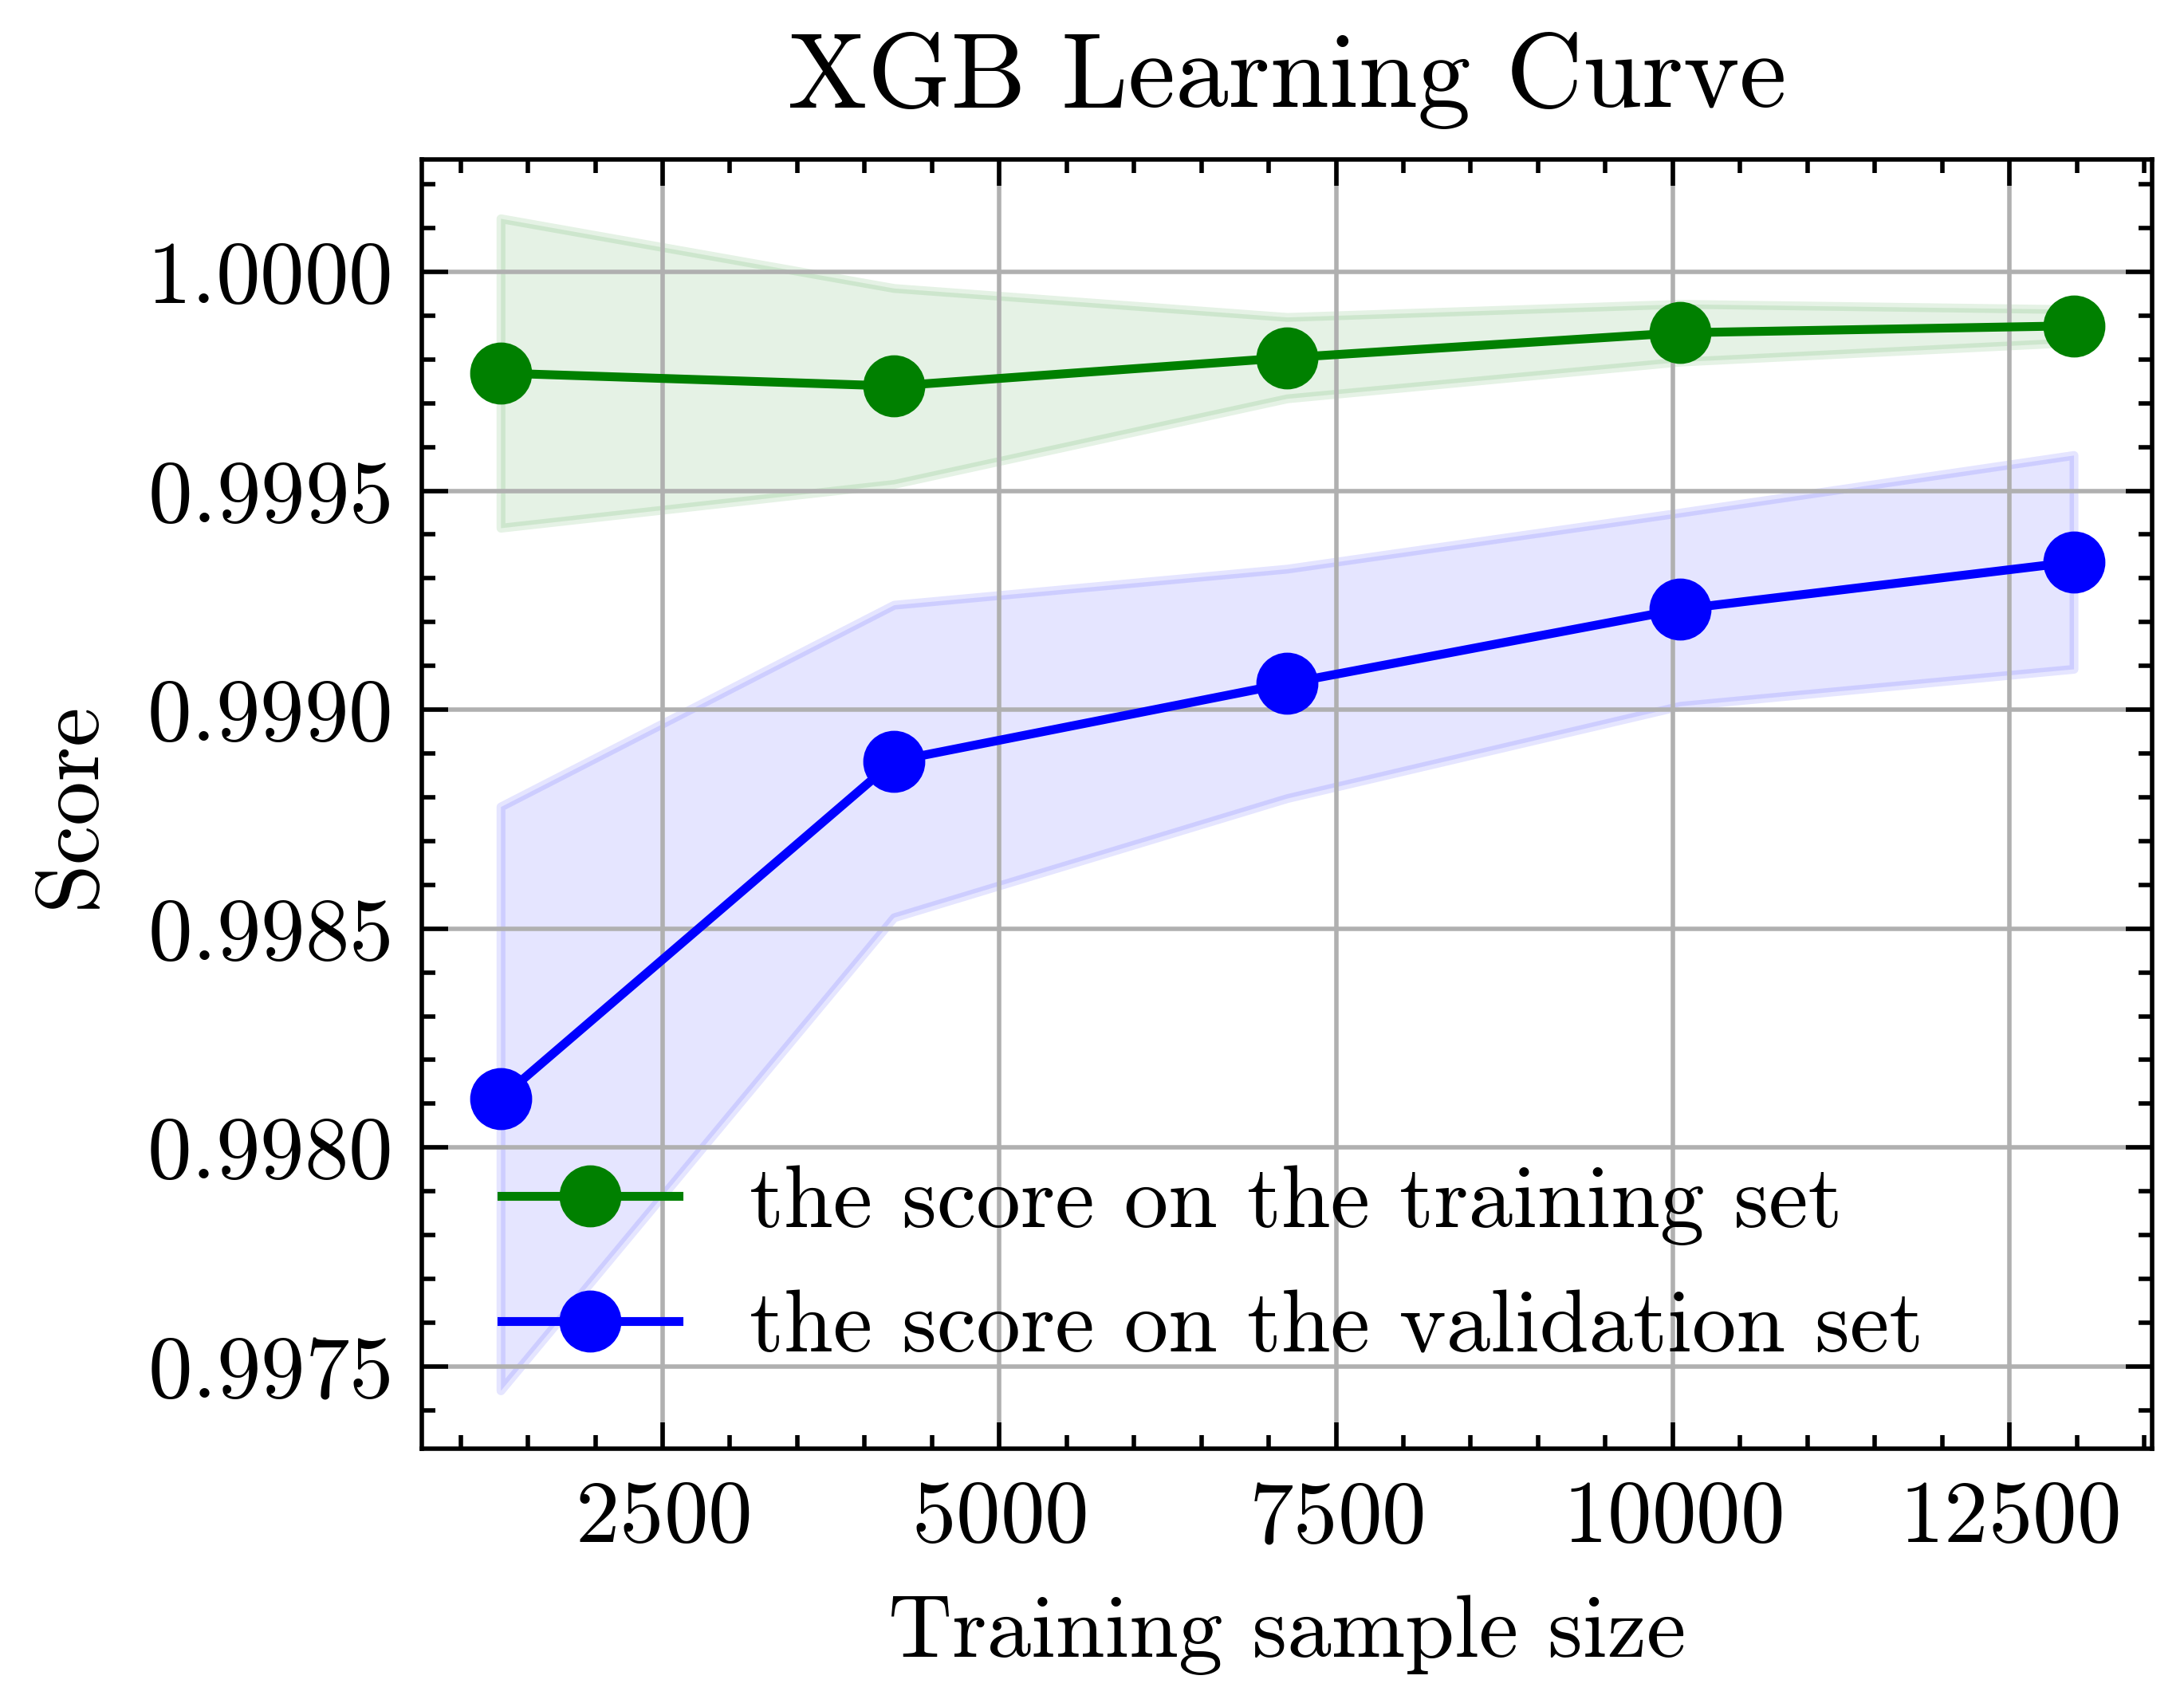 XGB Learning Curve
1.0000
0.9995
0.9990
0.9985
0.9980
0.9975
Score
the score on the training set
the score on the validation set
2500 5000 7500 10000 12500
Training sample size